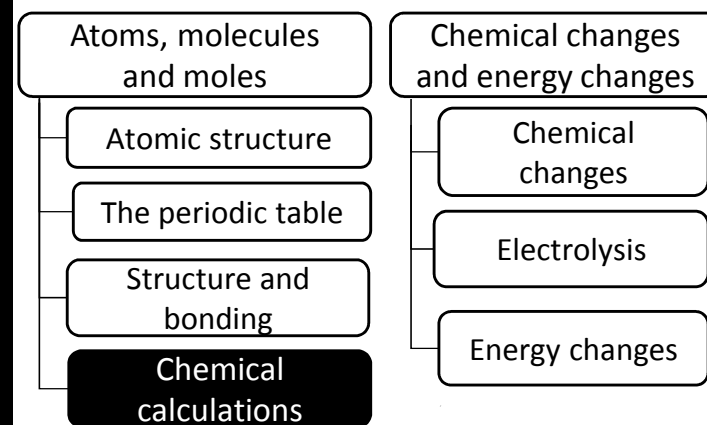 Atoms, molecules
and moles
Atomic structure
The periodic table
Structure and
bonding
Chemical
calculations
Chemical changes
and energy changes
Chemical
changes
Electrolysis
Energy changes